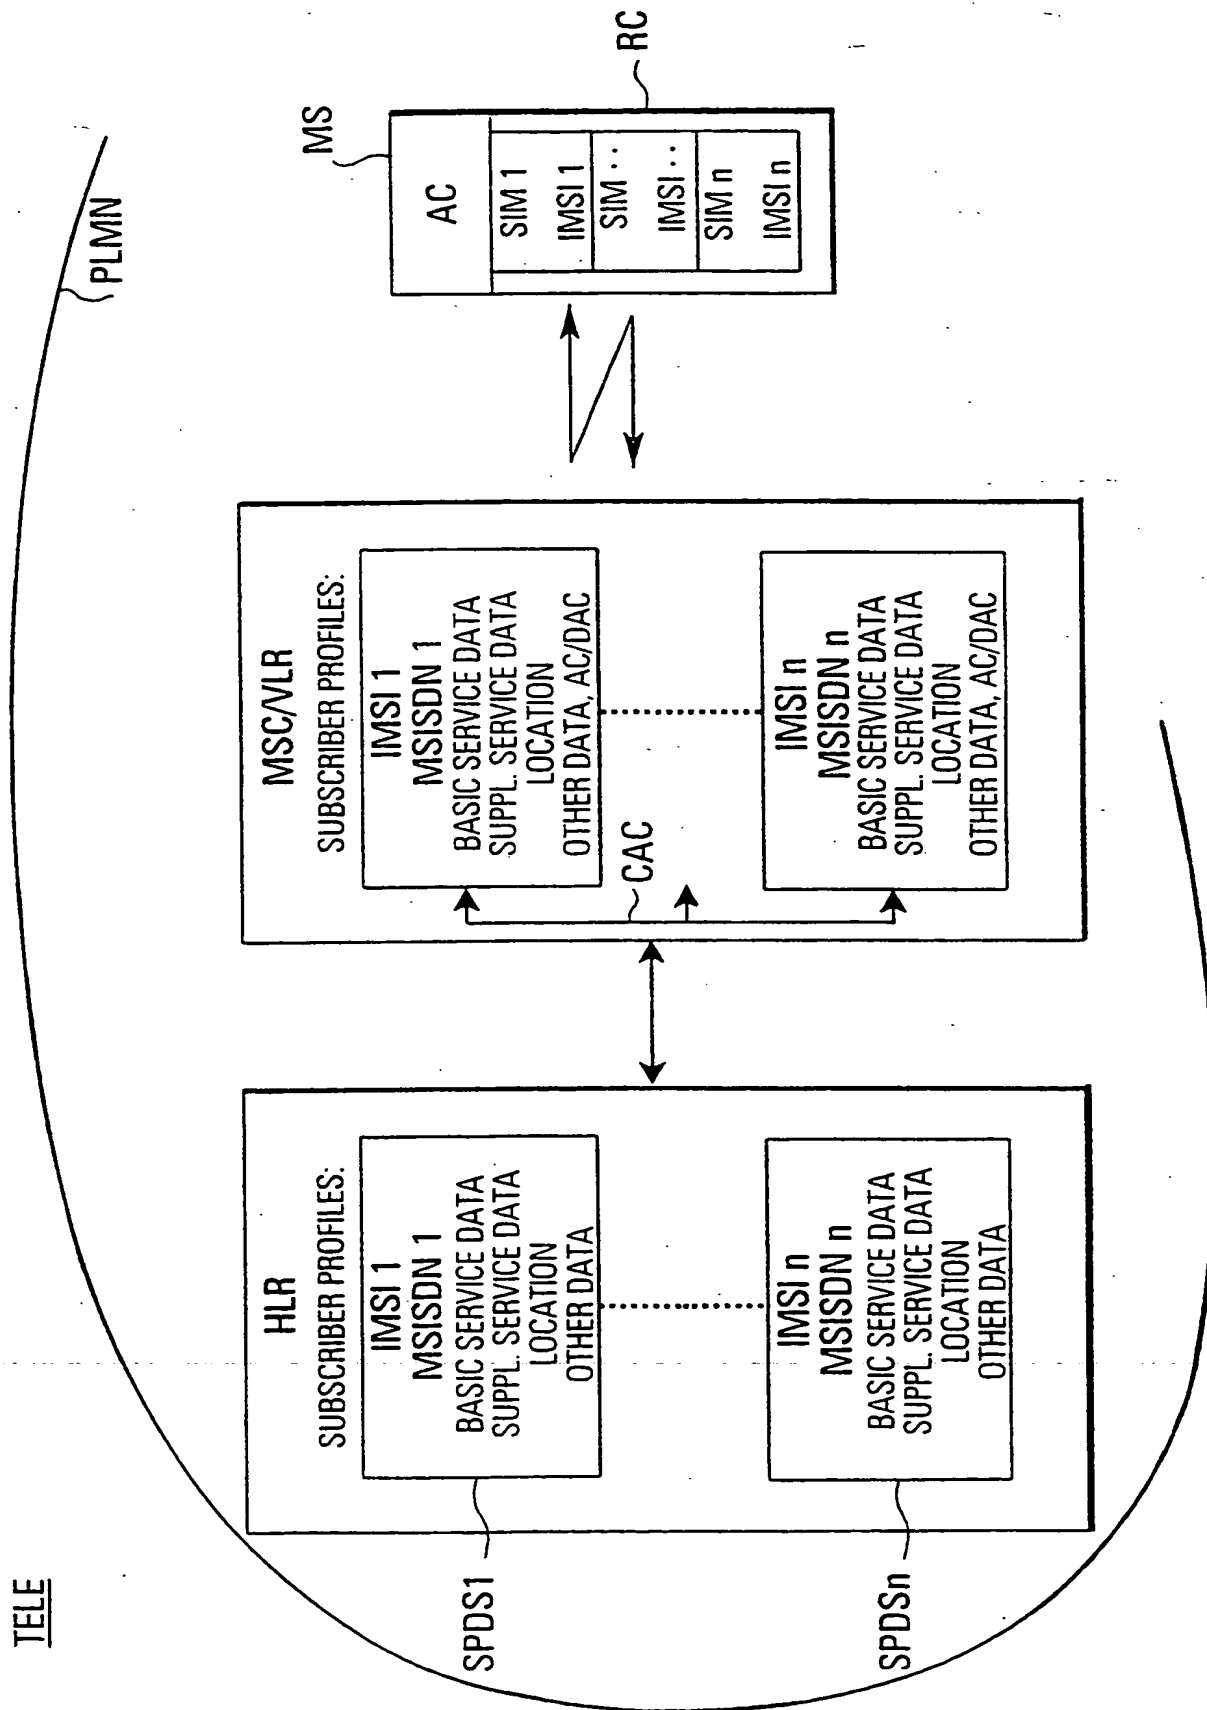 TELE
PLMN
HLR
SUBSCRIBER PROFILES:
IMSI 1
MSISDN 1
BASIC SERVICE DATA
SUPPL. SERVICE DATA
LOCATION
OTHER DATA
IMSI n
MSISDN n
BASIC SERVICE DATA
SUPPL. SERVICE DATA
LOCATION
OTHER DATA
SPDS1
SPDSn
MSC/VLR
SUBSCRIBER PROFILES:
IMSI 1
MSISDN 1
BASIC SERVICE DATA
SUPPL. SERVICE DATA
LOCATION
OTHER DATA, AC/DAC
CAC
IMSI n
MSISDN n
BASIC SERVICE DATA
SUPPL. SERVICE DATA
LOCATION
OTHER DATA, AC/DAC
MS
AC
SIM 1
IMSI 1
SIM ··
IMSI ··
SIM n
IMSI n
RC